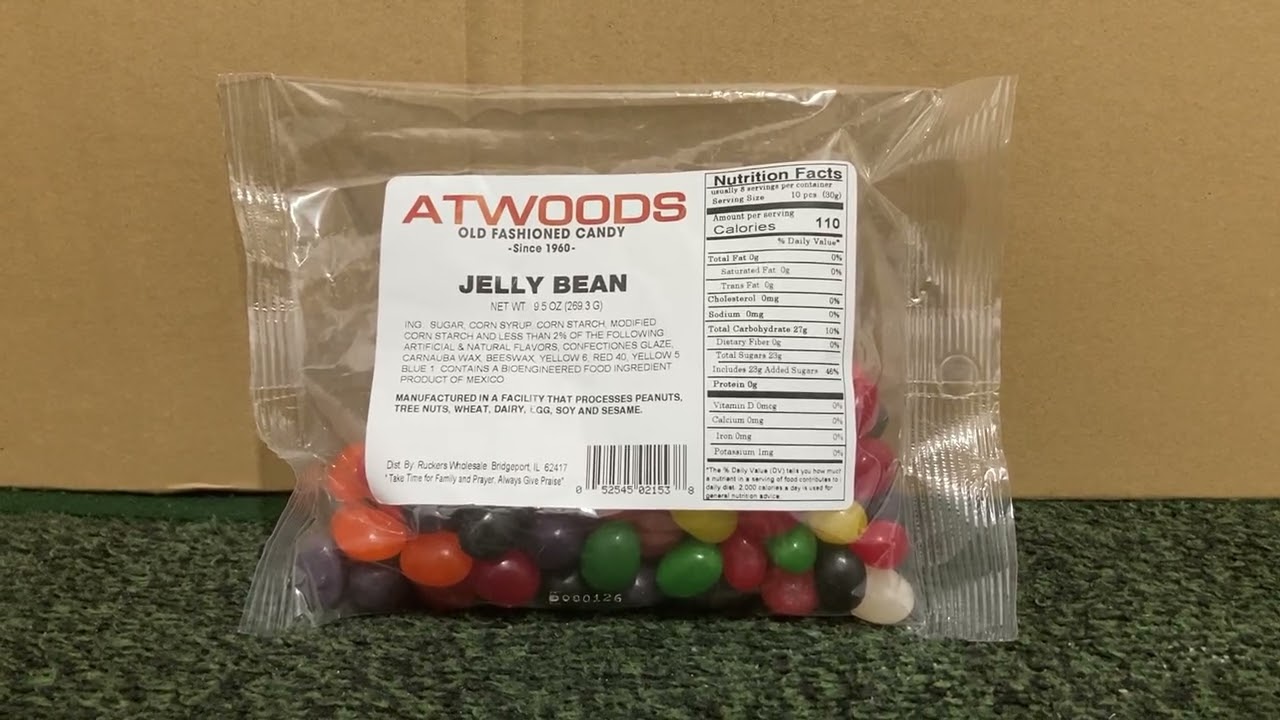 ATWOODS
OLD FASHIONED CANDY
-Since 1960-
JELLY BEAN
NET WT 9.5 OZ (269.3 G)
ING SUGAR, CORN SYRUP, CORN STARCH, MODIFIED
CORN STARCH AND LESS THAN 2% OF THE FOLLOWING
ARTIFICIAL & NATURAL FLAVORS, CONFECTIONES GLAZE,
CARNAUBA WAX, BEESWAX, YELLOW 6, RED 40, YELLOW 5
BLUE 1 CONTAINS A BIOENGINEERED FOOD INGREDIENT
PRODUCT OF MEXICO
MANUFACTURED IN A FACILITY THAT PROCESSES PEANUTS,
TREE NUTS, WHEAT, DAIRY, EGG, SOY AND SESAME.
Dist. By: Ruckers Wholesale Bridgeport, IL 62417
"Take Time for Family and Prayer, Always Give Praise"
0 52545 02153 8
Nutrition Facts
usually 8 servings per container
Serving Size 10 pcs (30g)
Amount per serving
Calories 110
% Daily Value*
Total Fat 0g 0%
Saturated Fat 0g 0%
Trans Fat 0g
Cholesterol 0mg 0%
Sodium 0mg 0%
Total Carbohydrate 27g 10%
Dietary Fiber 0g 0%
Total Sugars 23g
Includes 23g Added Sugars 46%
Protein 0g
Vitamin D 0mcg 0%
Calcium 0mg 0%
Iron 0mg 0%
Potassium 1mg 0%
*The % Daily Value (DV) tells you how much
a nutrient in a serving of food contributes to
daily diet. 2,000 calories a day is used for
general nutrition advice.
000126